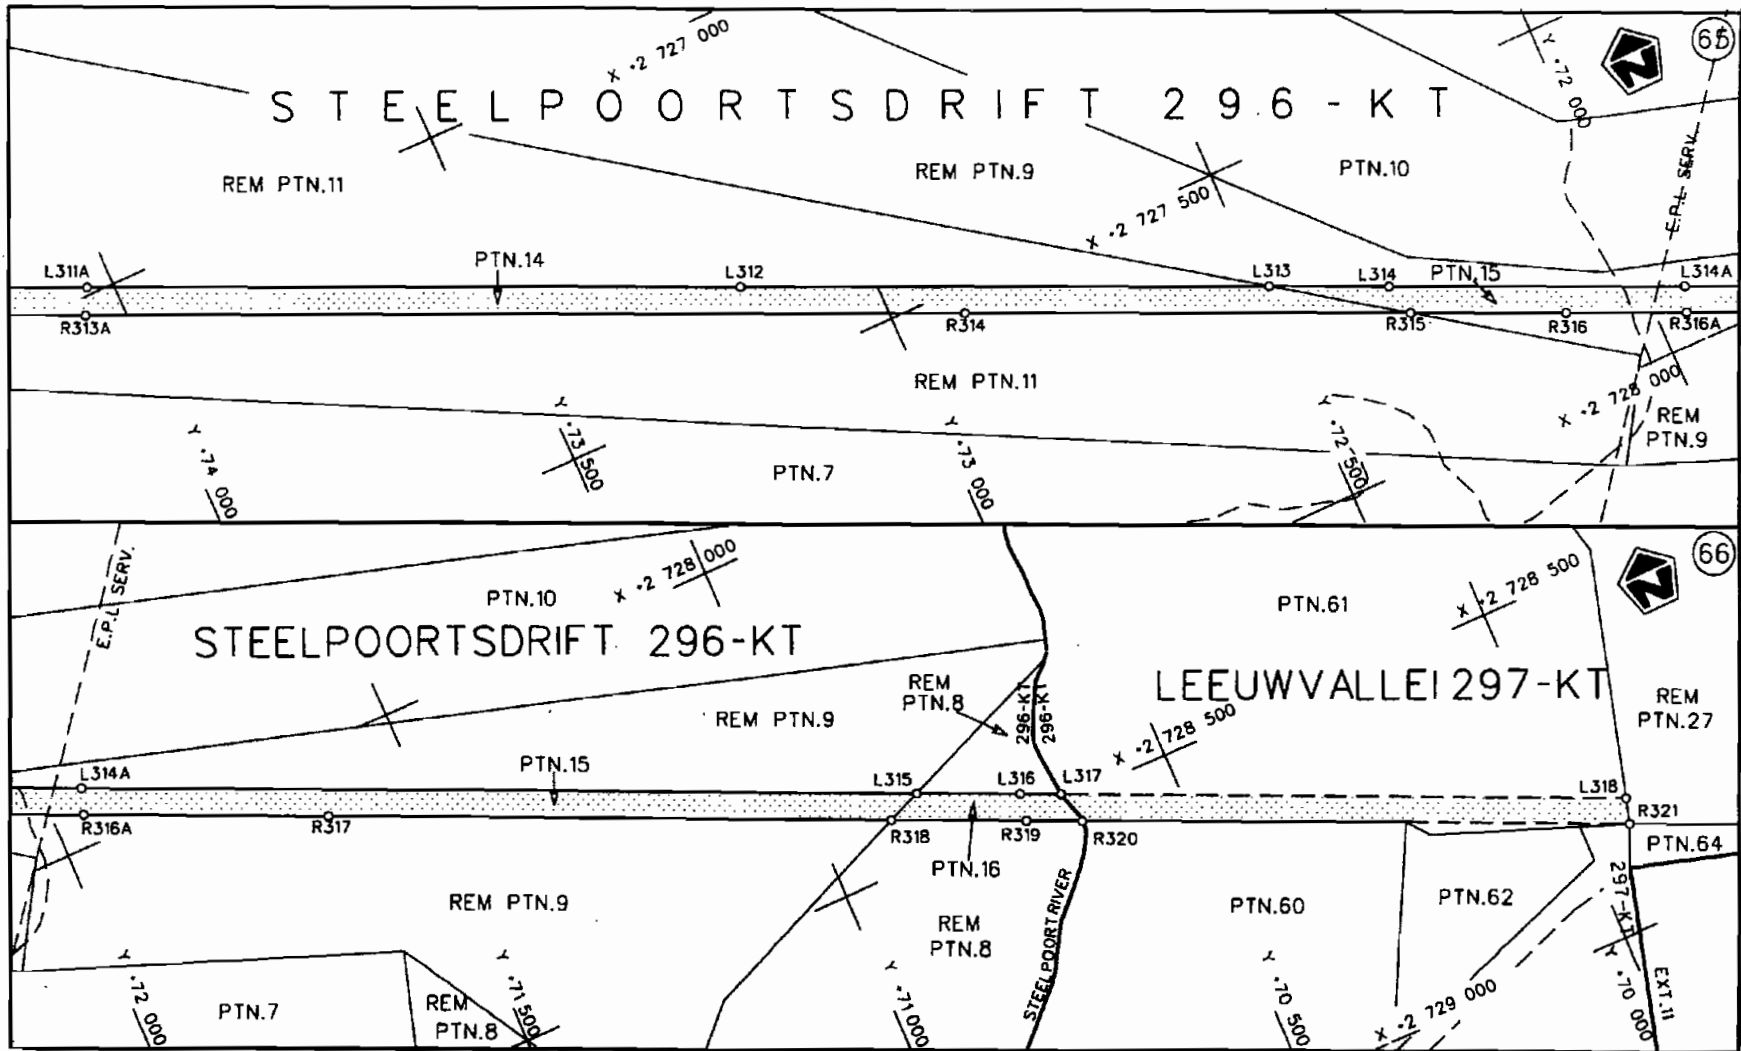 X +2 727 000
Y +72 000
65
STEELPOORTSDRIFT 296-KT
E.P.L. SERV.
REM PTN.11
REM PTN.9
PTN.10
X +2 727 500
L311A
PTN.14
L312
L313
L314
PTN.15
L314A
R313A
R314
R315
R316
R316A
REM PTN.11
X +2 728 000
REM
PTN.9
Y +74 000
Y +73 500
Y +73 000
Y +72 500
PTN.7
66
E.P.L. SERV.
X +2 728 000
PTN.10
PTN.61
X +2 728 500
STEELPOORTSDRIFT 296-KT
LEEUWVALLEI 297-KT
REM
PTN.8
296-KT
296-KT
REM PTN.9
X +2 728 500
REM
PTN.27
L314A
PTN.15
L315
L316
L317
L318
R316A
R317
R318
R319
R320
R321
PTN.16
PTN.64
REM PTN.9
REM
PTN.8
STEELPOORT RIVER
PTN.60
PTN.62
297-KT
Y +72 000
PTN.7
REM
PTN.8
Y +71 500
Y +71 000
Y +70 500
X +2 729 000
Y +70 000
EXT.11